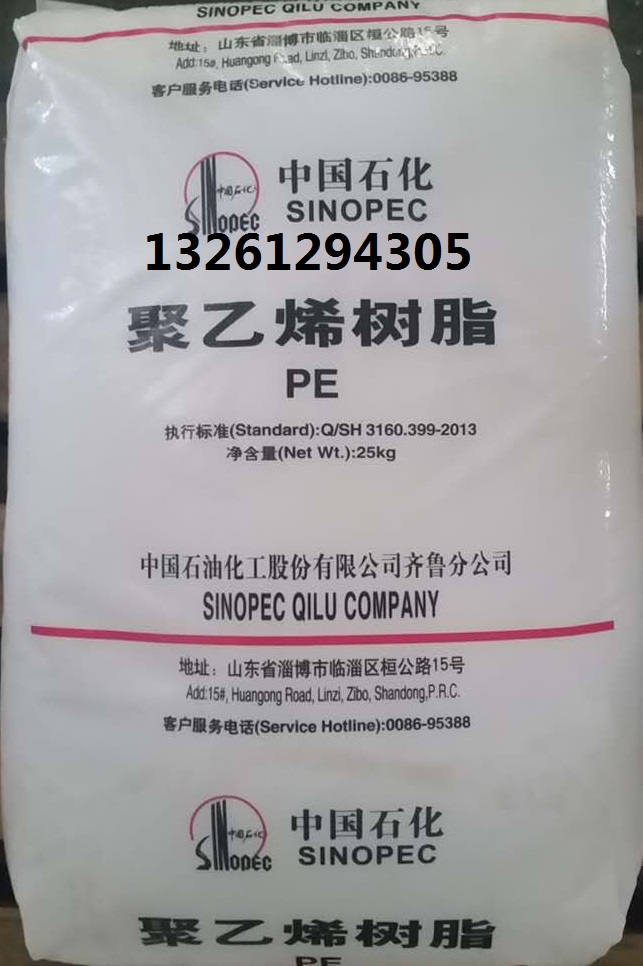 SINOPEC QILU COMPANY
地址：山东省淄博市临淄区桓公路15号
Add:15#, Huangong Road, Linzi, Zibo, Shandong,P.R.C.
客户服务电话(Service Hotline):0086-95388
中国石化
SINOPEC
中国石化
SINOPEC
13261294305
聚乙烯树脂
PE
执行标准(Standard):Q/SH 3160.399-2013
净含量(Net Wt.):25kg
中国石油化工股份有限公司齐鲁分公司
SINOPEC QILU COMPANY
地址：山东省淄博市临淄区桓公路15号
Add:15#, Huangong Road, Linzi, Zibo, Shandong,P.R.C.
客户服务电话(Service Hotline):0086-95388
中国石化
SINOPEC
中国石化
SINOPEC
聚乙烯树脂
PE